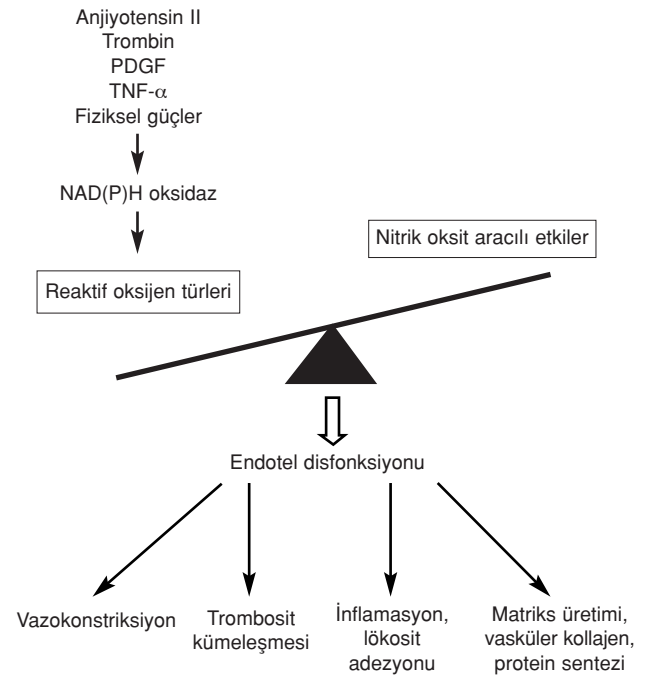 Anjiyotensin II
Trombin
PDGF
TNF-α
Fiziksel güçler
NAD(P)H oksidaz
Nitrik oksit aracılı etkiler
Reaktif oksijen türleri
Endotel disfonksiyonu
Vazokonstriksiyon
Trombosit
kümeleşmesi
İnflamasyon,
lökosit
adezyonu
Matriks üretimi,
vasküler kollajen,
protein sentezi